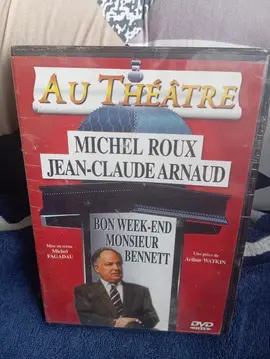 AU THÉÂTRE
MICHEL ROUX
JEAN-CLAUDE ARNAUD
BON WEEK-END
MONSIEUR
BENNETT
Mise en scène
Michel
FAGADAU
Une pièce de
Arthur WATKIN
DVD